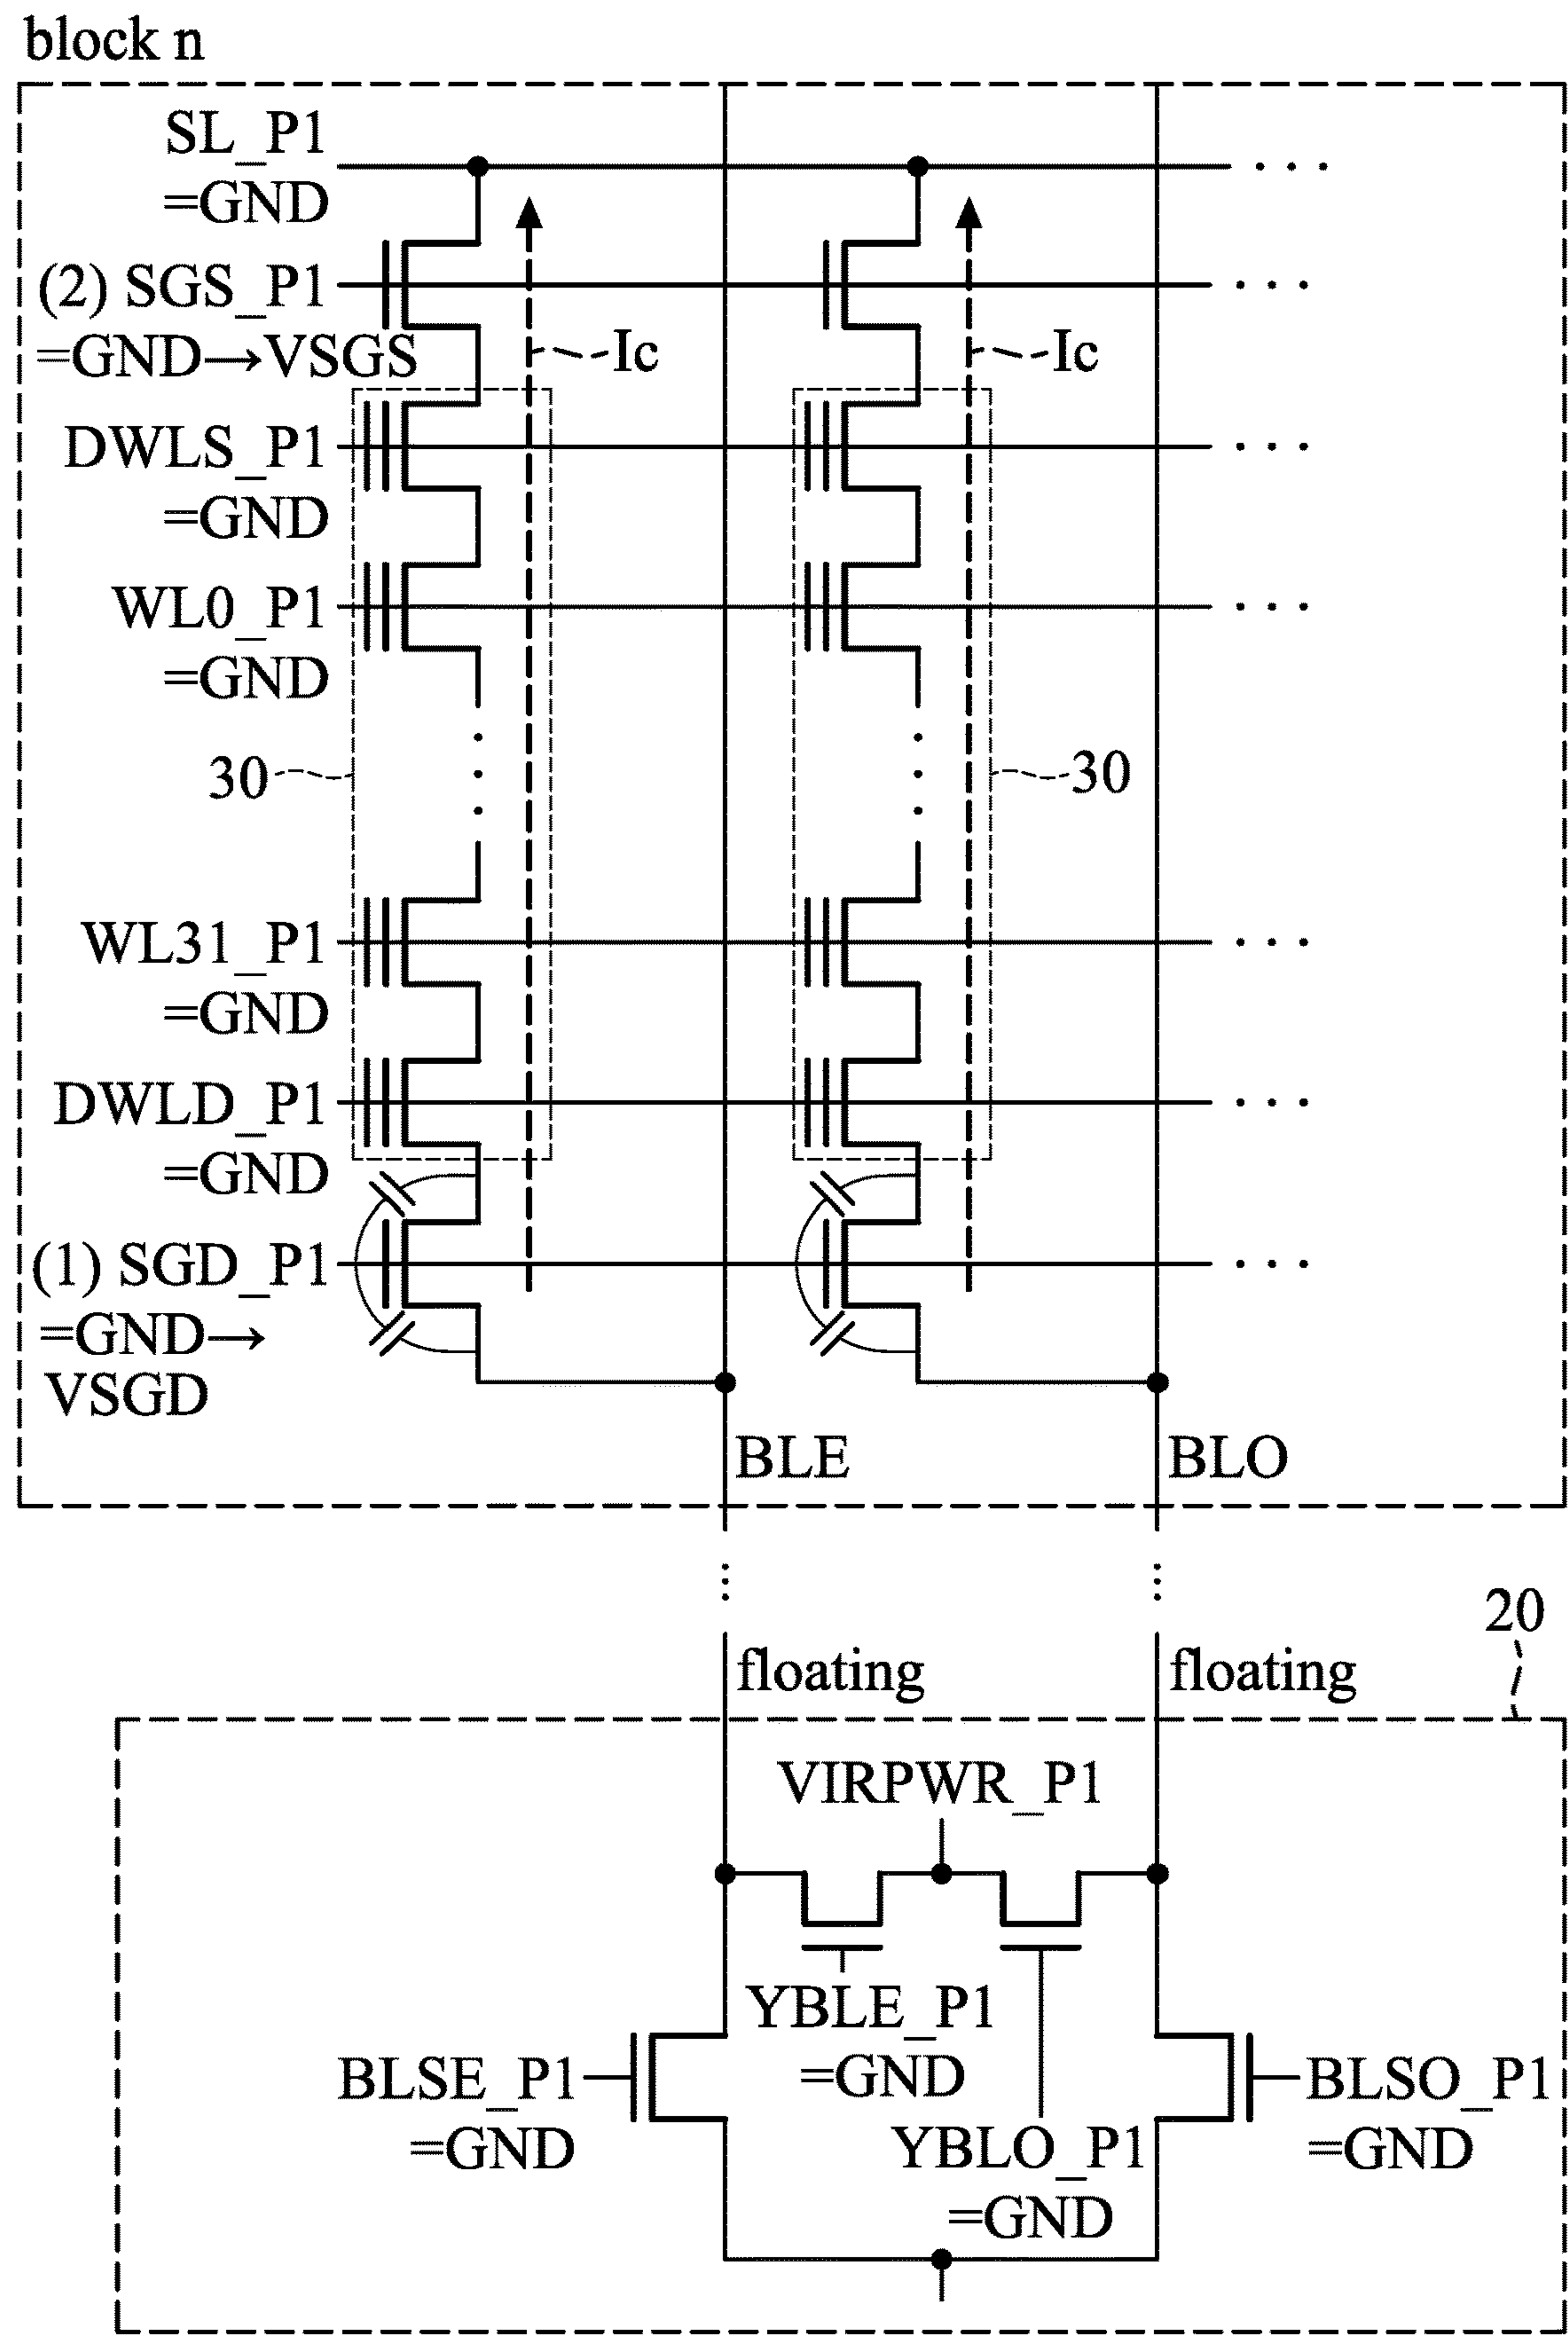 block n
SL_P1
=GND
(2) SGS_P1
=GND→VSGS
Ic
Ic
DWLS_P1
=GND
WL0_P1
=GND
30
30
WL31_P1
=GND
DWLD_P1
=GND
(1) SGD_P1
=GND→
VSGD
BLE
BLO
20
floating
floating
VIRPWR_P1
YBLE_P1
=GND
BLSE_P1
=GND
BLSO_P1
=GND
YBLO_P1
=GND